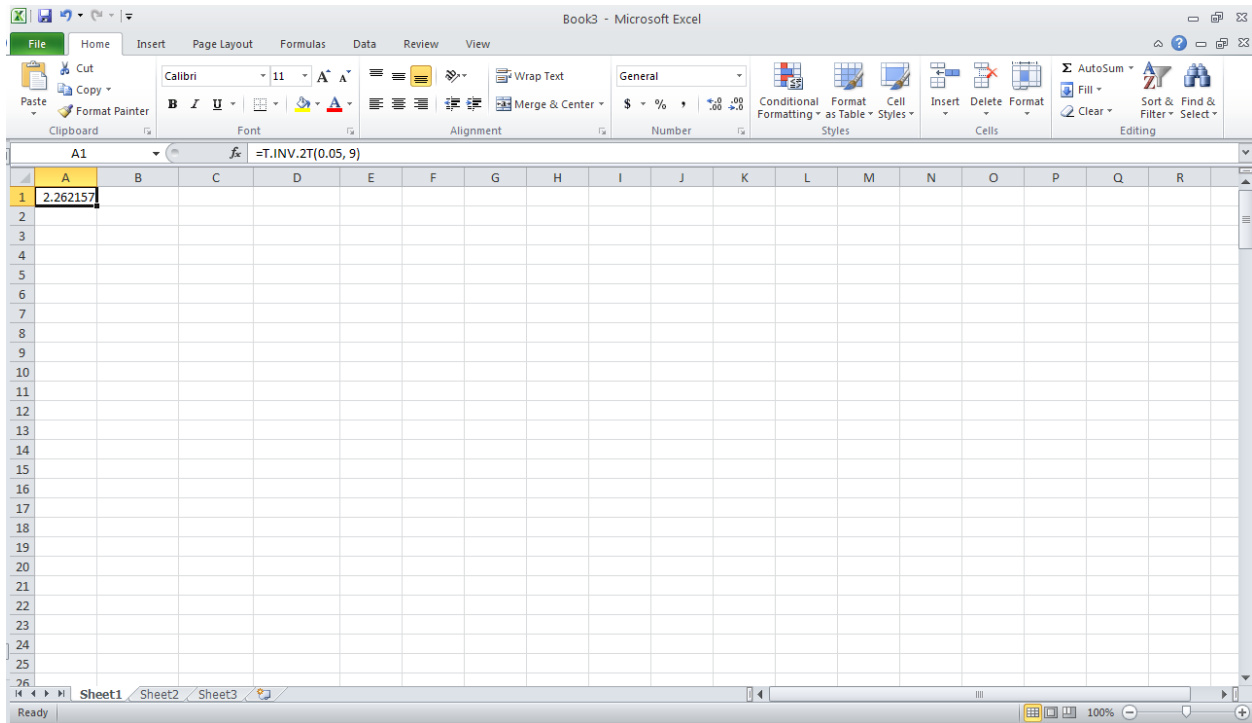 Book3 - Microsoft Excel
File Home Insert Page Layout Formulas Data Review View
Paste
Cut
Copy
Format Painter
Clipboard
Calibri 11 A A
B I U A
Font
Wrap Text
Merge & Center
Alignment
General
$ % , .00 .00
Number
Conditional Formatting
Format as Table
Cell Styles
Styles
Insert Delete Format
Cells
Σ AutoSum
Fill
Clear
Sort & Filter
Find & Select
Editing
A1 fx =T.INV.2T(0.05, 9)
A B C D E F G H I J K L M N O P Q R
1 2.262157
2
3
4
5
6
7
8
9
10
11
12
13
14
15
16
17
18
19
20
21
22
23
24
25
26
Sheet1 Sheet2 Sheet3
Ready 100%